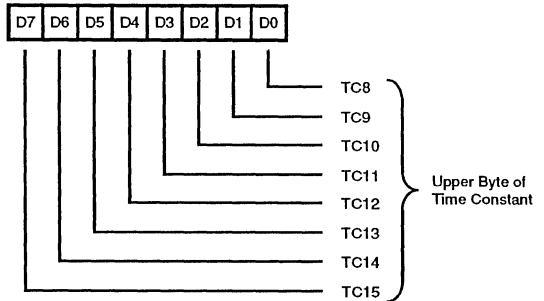 D7 D6 D5 D4 D3 D2 D1 D0
TC8
TC9
TC10
TC11
TC12
TC13
TC14
TC15
Upper Byte of
Time Constant